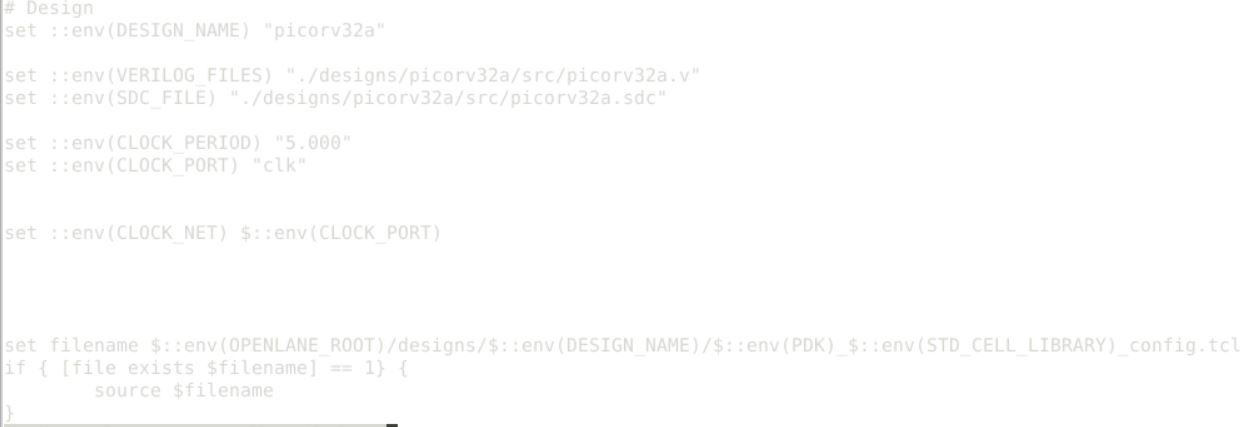 # Design
set ::env(DESIGN_NAME) "picorv32a"
set ::env(VERILOG_FILES) "./designs/picorv32a/src/picorv32a.v"
set ::env(SDC_FILE) "./designs/picorv32a/src/picorv32a.sdc"
set ::env(CLOCK_PERIOD) "5.000"
set ::env(CLOCK_PORT) "clk"
set ::env(CLOCK_NET) $::env(CLOCK_PORT)
set filename $::env(OPENLANE_ROOT)/designs/$::env(DESIGN_NAME)/$::env(PDK)_$::env(STD_CELL_LIBRARY)_config.tcl
if { [file exists $filename] == 1} {
        source $filename
}